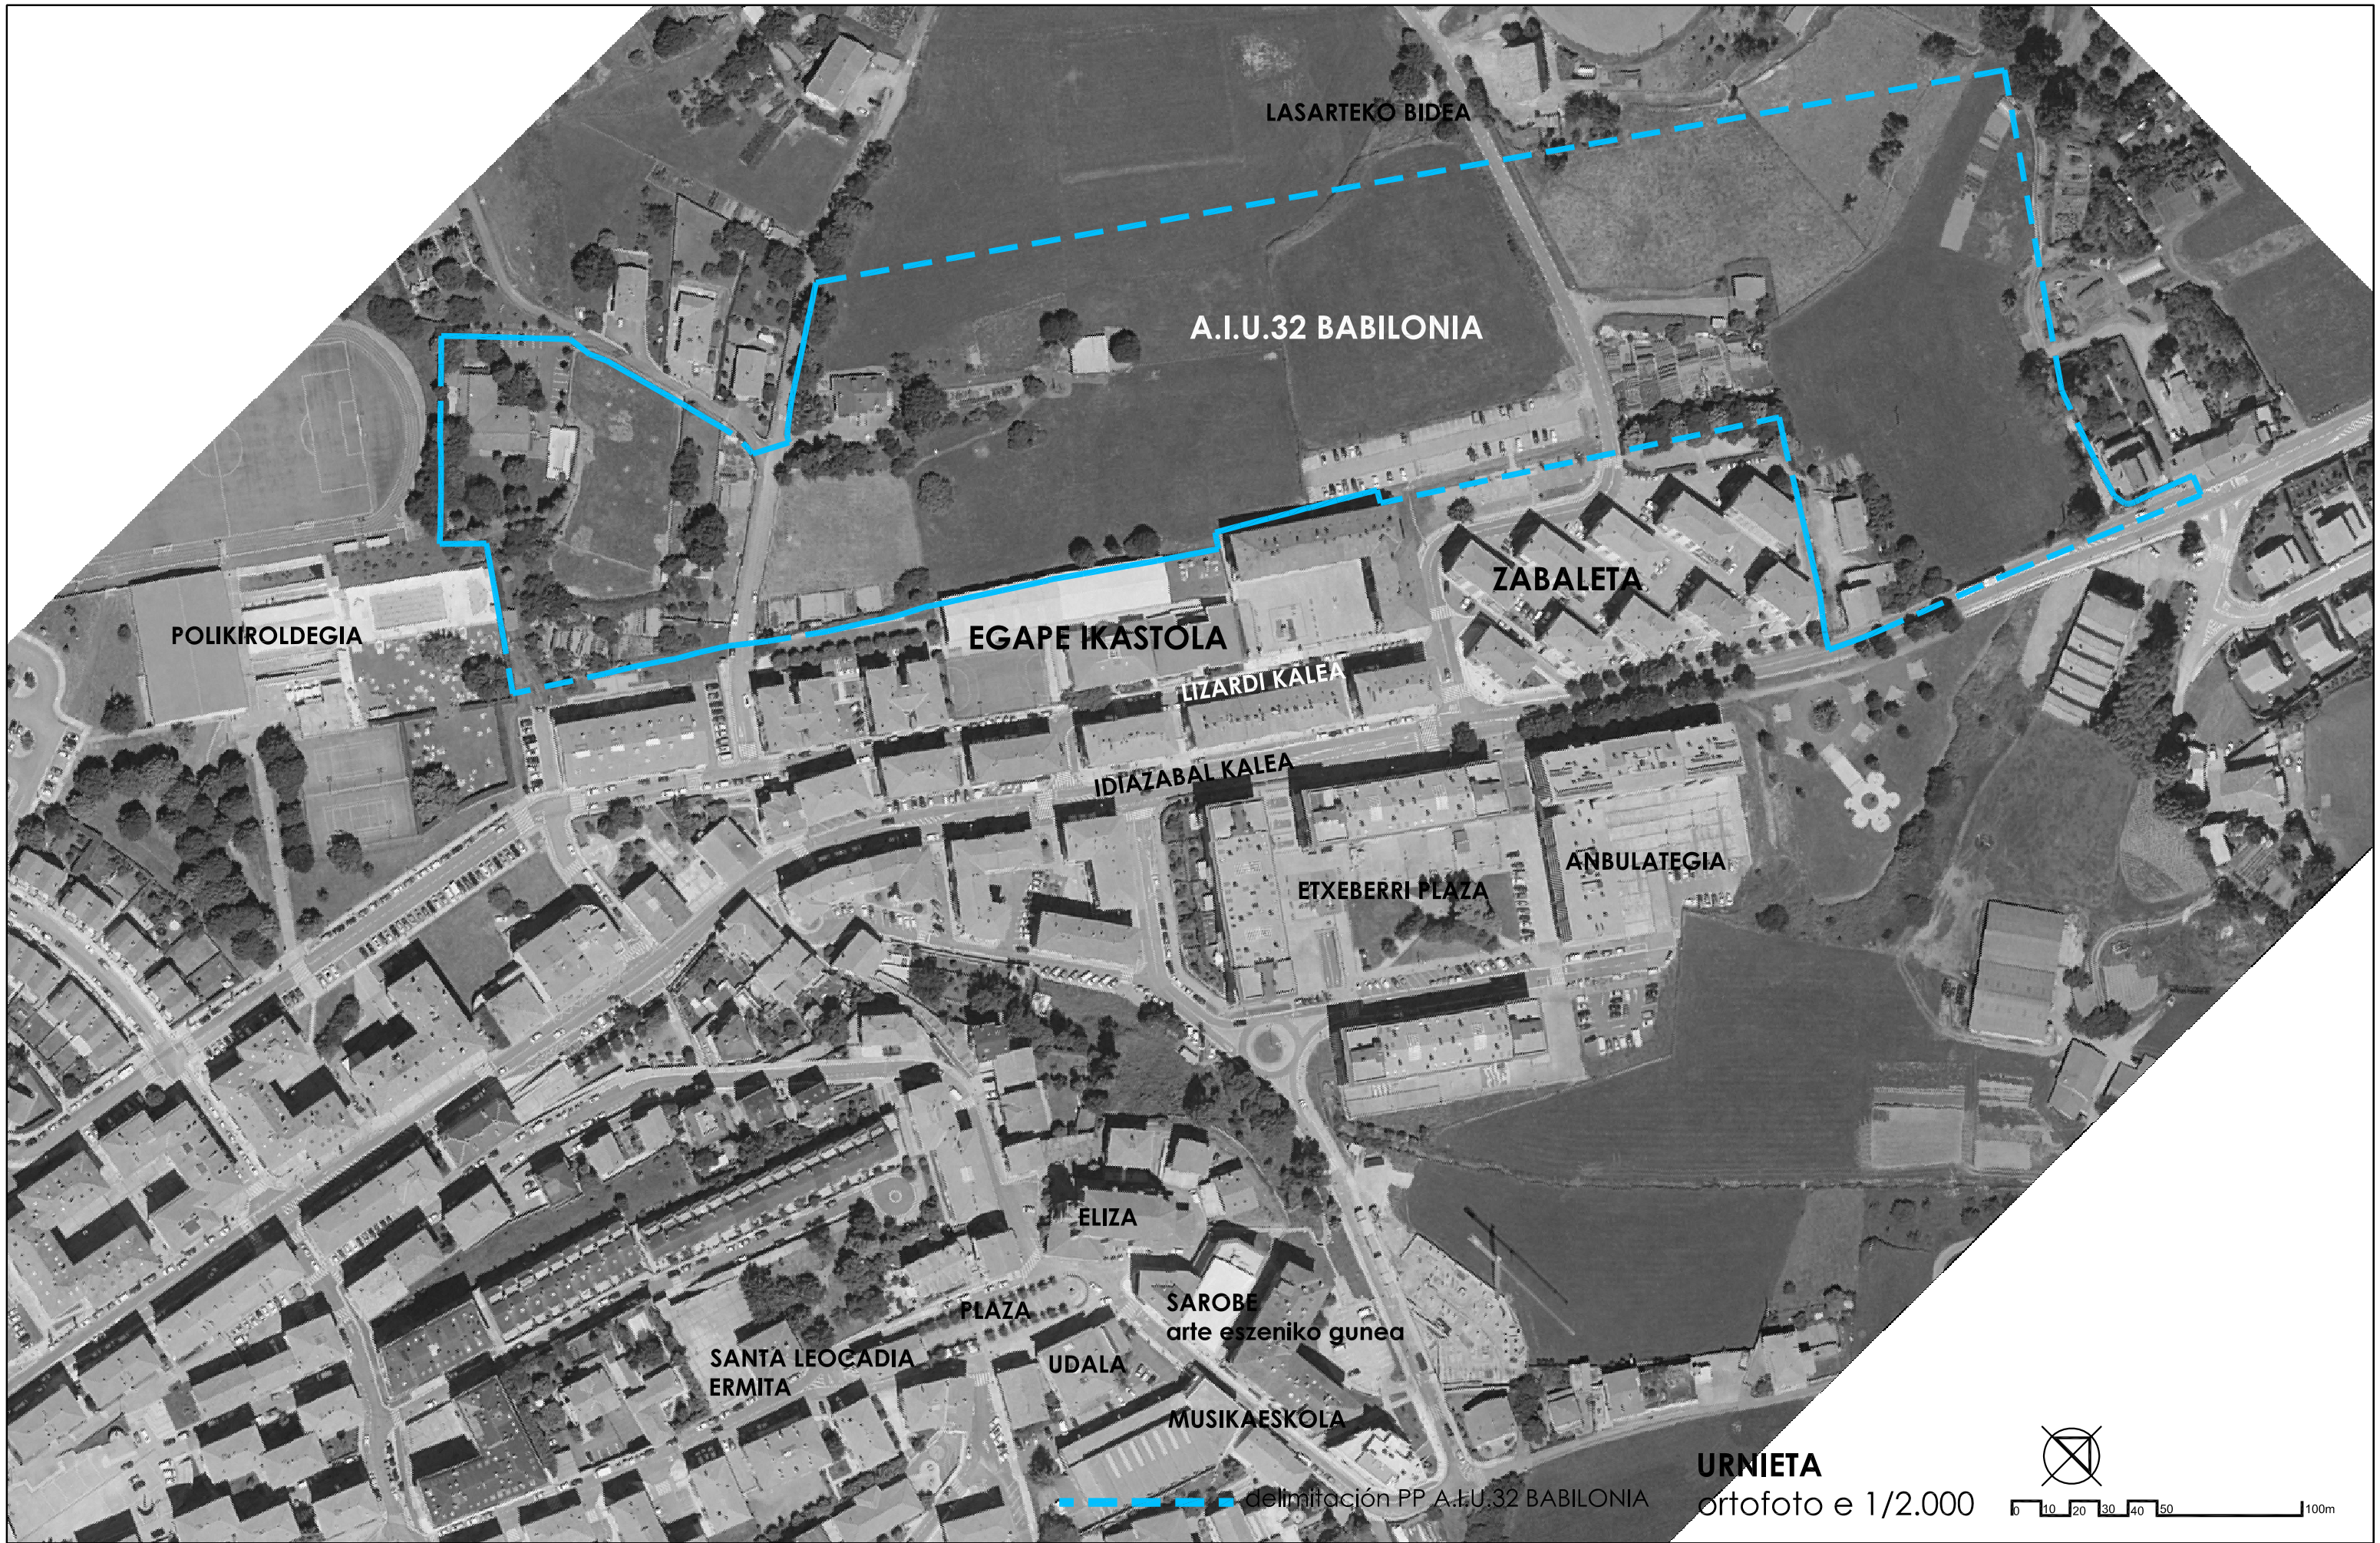 LASARTEKO BIDEA
A.I.U.32 BABILONIA
ZABALETA
POLIKIROLDEGIA
EGAPE IKASTOLA
LIZARDI KALEA
IDIAZABAL KALEA
ANBULATEGIA
ETXEBERRI PLAZA
ELIZA
PLAZA
SAROBE
arte eszeniko gunea
SANTA LEOCADIA
ERMITA
UDALA
MUSIKAESKOLA
delimitación PP A.I.U.32 BABILONIA
URNIETA
ortofoto e 1/2.000
0 10 20 30 40 50 100m